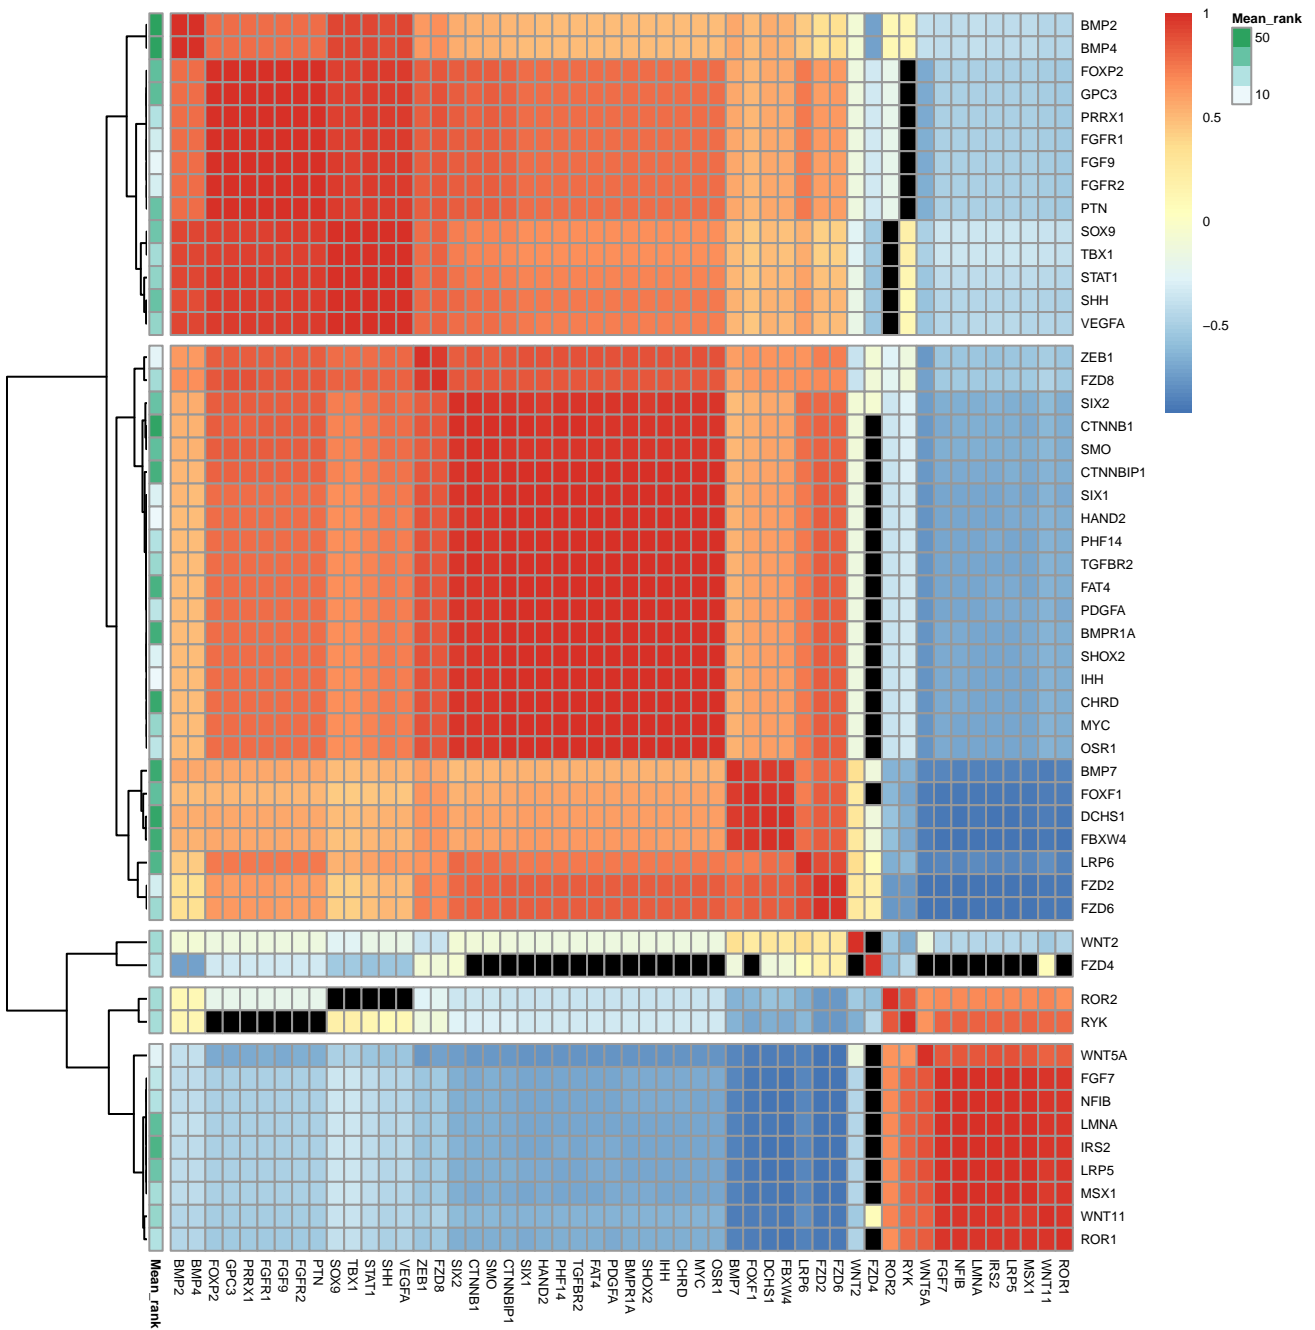 1
0.5
0
−0.5
Mean_rank
50
10
BMP2
BMP4
FOXP2
GPC3
PRRX1
FGFR1
FGF9
FGFR2
PTN
SOX9
TBX1
STAT1
SHH
VEGFA
ZEB1
FZD8
SIX2
CTNNB1
SMO
CTNNBIP1
SIX1
HAND2
PHF14
TGFBR2
FAT4
PDGFA
BMPR1A
SHOX2
IHH
CHRD
MYC
OSR1
BMP7
FOXF1
DCHS1
FBXW4
LRP6
FZD2
FZD6
WNT2
FZD4
ROR2
RYK
WNT5A
FGF7
NFIB
LMNA
IRS2
LRP5
MSX1
WNT11
ROR1
Mean_rank
BMP2
BMP4
FOXP2
GPC3
PRRX1
FGFR1
FGF9
FGFR2
PTN
SOX9
TBX1
STAT1
SHH
VEGFA
ZEB1
FZD8
SIX2
CTNNB1
SMO
CTNNBIP1
SIX1
HAND2
PHF14
TGFBR2
FAT4
PDGFA
BMPR1A
SHOX2
IHH
CHRD
MYC
OSR1
BMP7
FOXF1
DCHS1
FBXW4
LRP6
FZD2
FZD6
WNT2
FZD4
ROR2
RYK
WNT5A
FGF7
NFIB
LMNA
IRS2
LRP5
MSX1
WNT11
ROR1